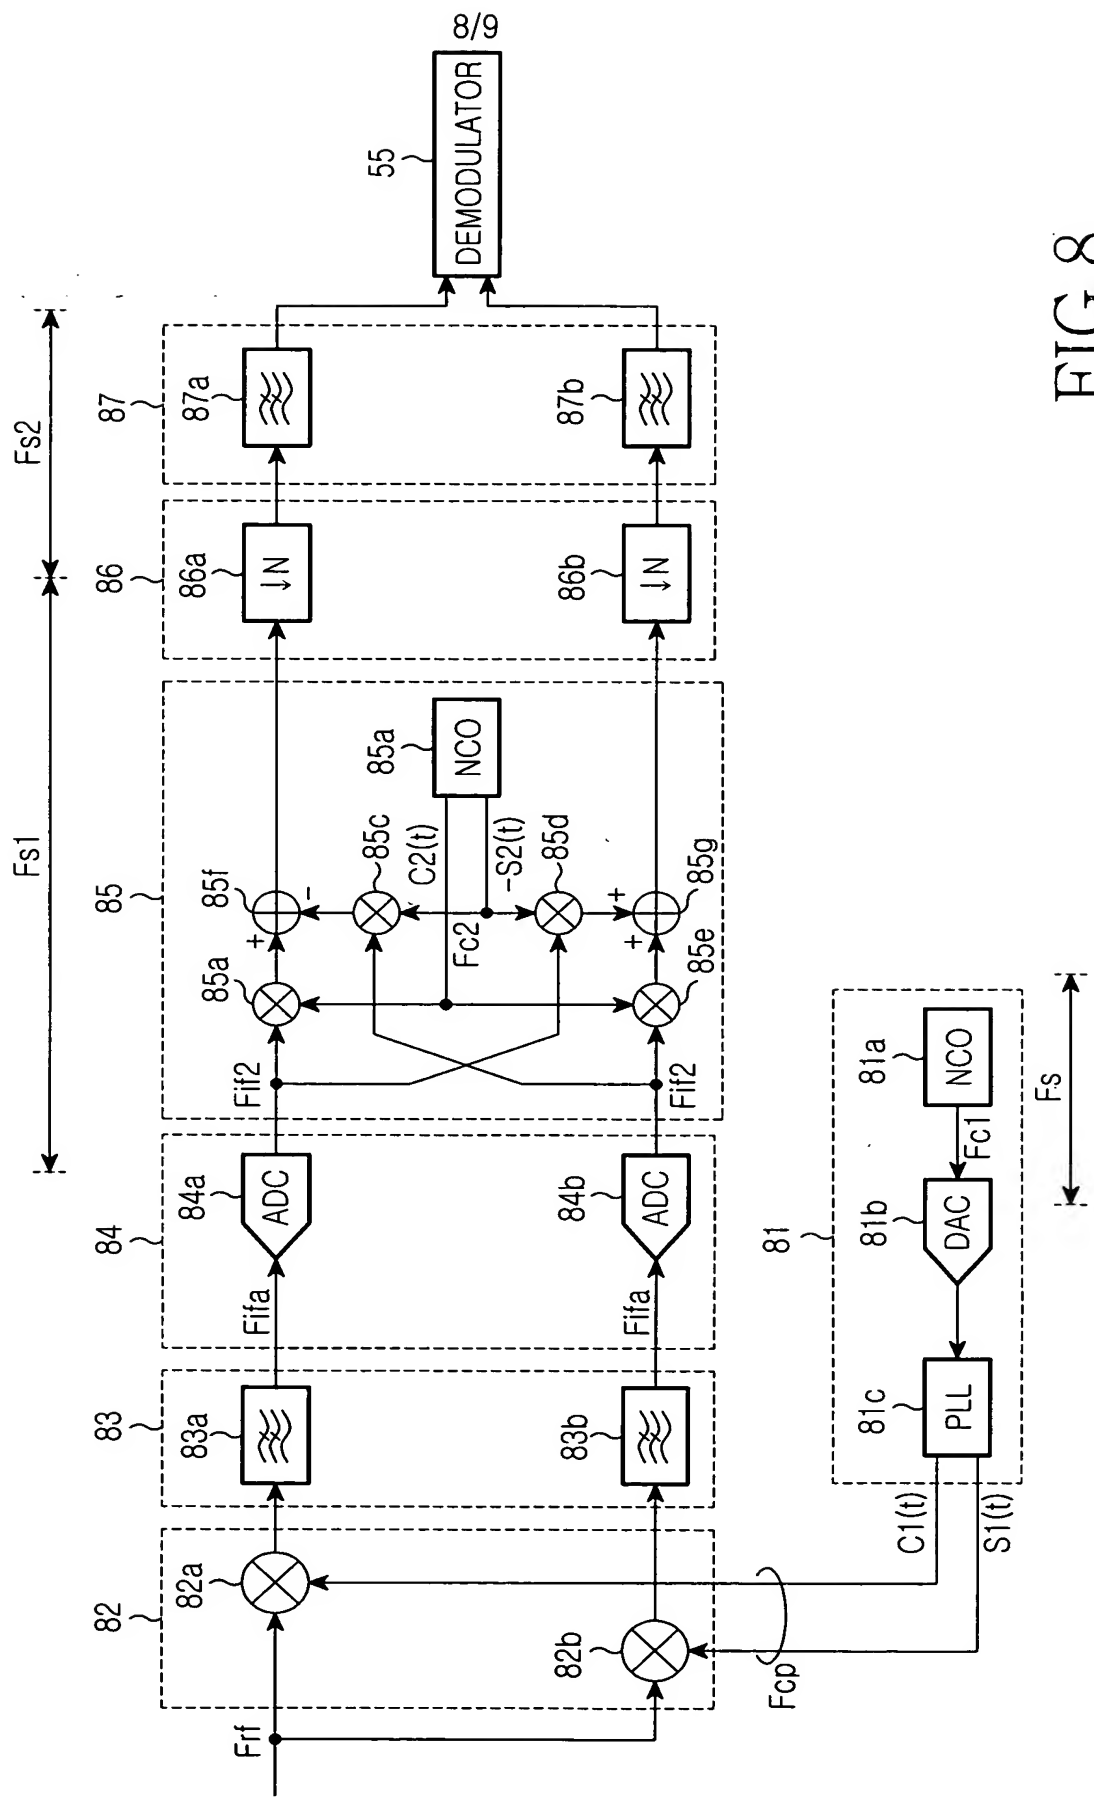 8/9
Fs1
Fs2
82
83
84
85
86
87
82a
83a
84a
85a
85f
86a
87a
55
Frf
Fifa
ADC
Fif2
+
-
↓N
DEMODULATOR
85c
85a
C2(t)
NCO
Fc2
-S2(t)
85d
82b
83b
84b
86b
87b
Fifa
ADC
Fif2
+
+
↓N
85e
85g
Fcp
C1(t)
S1(t)
81
81c
81b
81a
PLL
DAC
Fc1
NCO
Fs
FIG.8